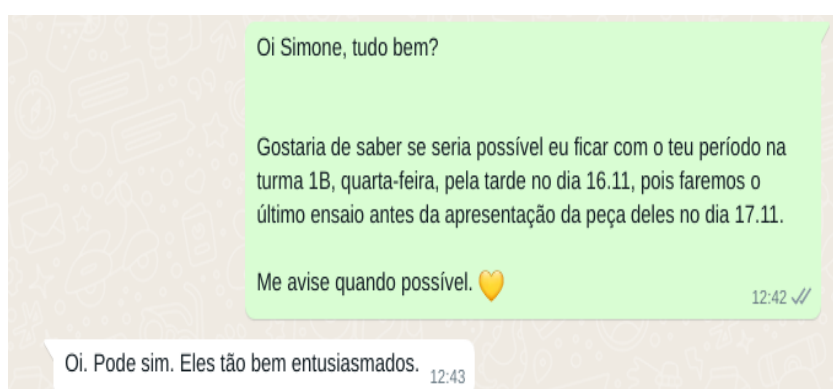 Oi Simone, tudo bem?
Gostaria de saber se seria possível eu ficar com o teu período na
turma 1B, quarta-feira, pela tarde no dia 16.11, pois faremos o
último ensaio antes da apresentação da peça deles no dia 17.11.
Me avise quando possível. 💛
12:42
Oi. Pode sim. Eles tão bem entusiasmados. 12:43